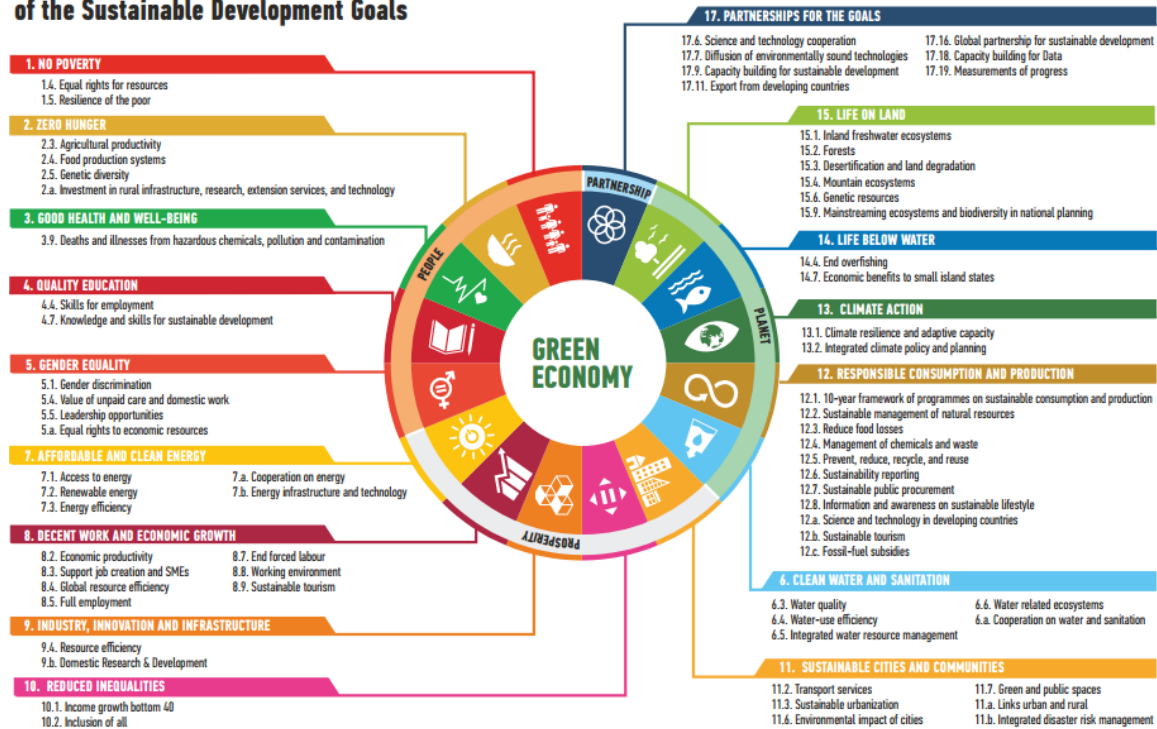 of the Sustainable Development Goals
1. NO POVERTY
1.4. Equal rights for resources
1.5. Resilience of the poor
2. ZERO HUNGER
2.3. Agricultural productivity
2.4. Food production systems
2.5. Genetic diversity
2.a. Investment in rural infrastructure, research, extension services, and technology
3. GOOD HEALTH AND WELL-BEING
3.9. Deaths and illnesses from hazardous chemicals, pollution and contamination
4. QUALITY EDUCATION
4.4. Skills for employment
4.7. Knowledge and skills for sustainable development
5. GENDER EQUALITY
5.1. Gender discrimination
5.4. Value of unpaid care and domestic work
5.5. Leadership opportunities
5.a. Equal rights to economic resources
7. AFFORDABLE AND CLEAN ENERGY
7.1. Access to energy
7.2. Renewable energy
7.3. Energy efficiency
7.a. Cooperation on energy
7.b. Energy infrastructure and technology
8. DECENT WORK AND ECONOMIC GROWTH
8.2. Economic productivity
8.3. Support job creation and SMEs
8.4. Global resource efficiency
8.5. Full employment
8.7. End forced labour
8.8. Working environment
8.9. Sustainable tourism
9. INDUSTRY, INNOVATION AND INFRASTRUCTURE
9.4. Resource efficiency
9.b. Domestic Research & Development
10. REDUCED INEQUALITIES
10.1. Income growth bottom 40
10.2. Inclusion of all
PEOPLE
PARTNERSHIP
PLANET
PROSPERITY
GREEN
ECONOMY
17. PARTNERSHIPS FOR THE GOALS
17.6. Science and technology cooperation
17.7. Diffusion of environmentally sound technologies
17.9. Capacity building for sustainable development
17.11. Export from developing countries
17.16. Global partnership for sustainable development
17.18. Capacity building for Data
17.19. Measurements of progress
15. LIFE ON LAND
15.1. Inland freshwater ecosystems
15.2. Forests
15.3. Desertification and land degradation
15.4. Mountain ecosystems
15.6. Genetic resources
15.9. Mainstreaming ecosystems and biodiversity in national planning
14. LIFE BELOW WATER
14.4. End overfishing
14.7. Economic benefits to small island states
13. CLIMATE ACTION
13.1. Climate resilience and adaptive capacity
13.2. Integrated climate policy and planning
12. RESPONSIBLE CONSUMPTION AND PRODUCTION
12.1. 10-year framework of programmes on sustainable consumption and production
12.2. Sustainable management of natural resources
12.3. Reduce food losses
12.4. Management of chemicals and waste
12.5. Prevent, reduce, recycle, and reuse
12.6. Sustainability reporting
12.7. Sustainable public procurement
12.8. Information and awareness on sustainable lifestyle
12.a. Science and technology in developing countries
12.b. Sustainable tourism
12.c. Fossil-fuel subsidies
6. CLEAN WATER AND SANITATION
6.3. Water quality
6.4. Water-use efficiency
6.5. Integrated water resource management
6.6. Water related ecosystems
6.a. Cooperation on water and sanitation
11. SUSTAINABLE CITIES AND COMMUNITIES
11.2. Transport services
11.3. Sustainable urbanization
11.6. Environmental impact of cities
11.7. Green and public spaces
11.a. Links urban and rural
11.b. Integrated disaster risk management